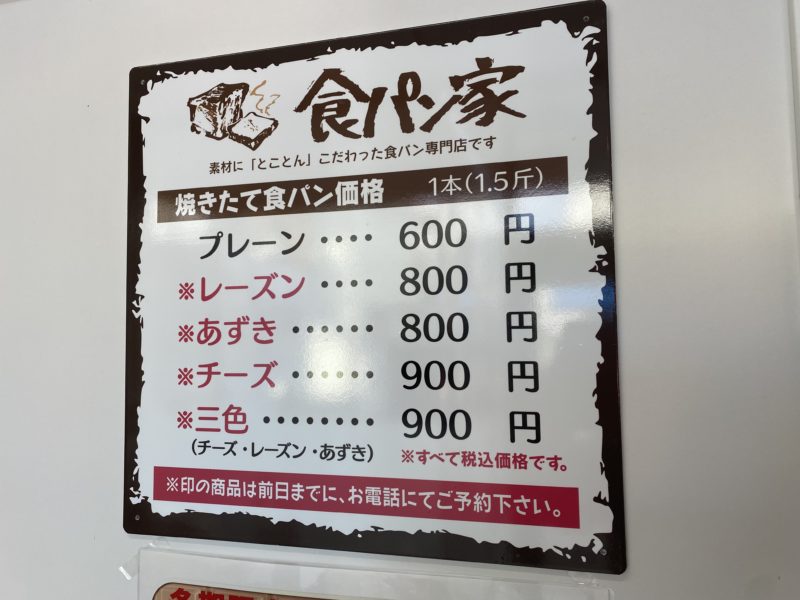 食パン家
素材に「とことん」こだわった食パン専門店です
焼きたて食パン価格 1本(1.5斤)
プレーン ‥‥ 600 円
※レーズン ‥‥ 800 円
※あずき ‥‥‥ 800 円
※チーズ ‥‥‥ 900 円
※三色 ‥‥‥‥ 900 円
(チーズ・レーズン・あずき)
※すべて税込価格です。
※印の商品は前日までに、お電話にてご予約下さい。